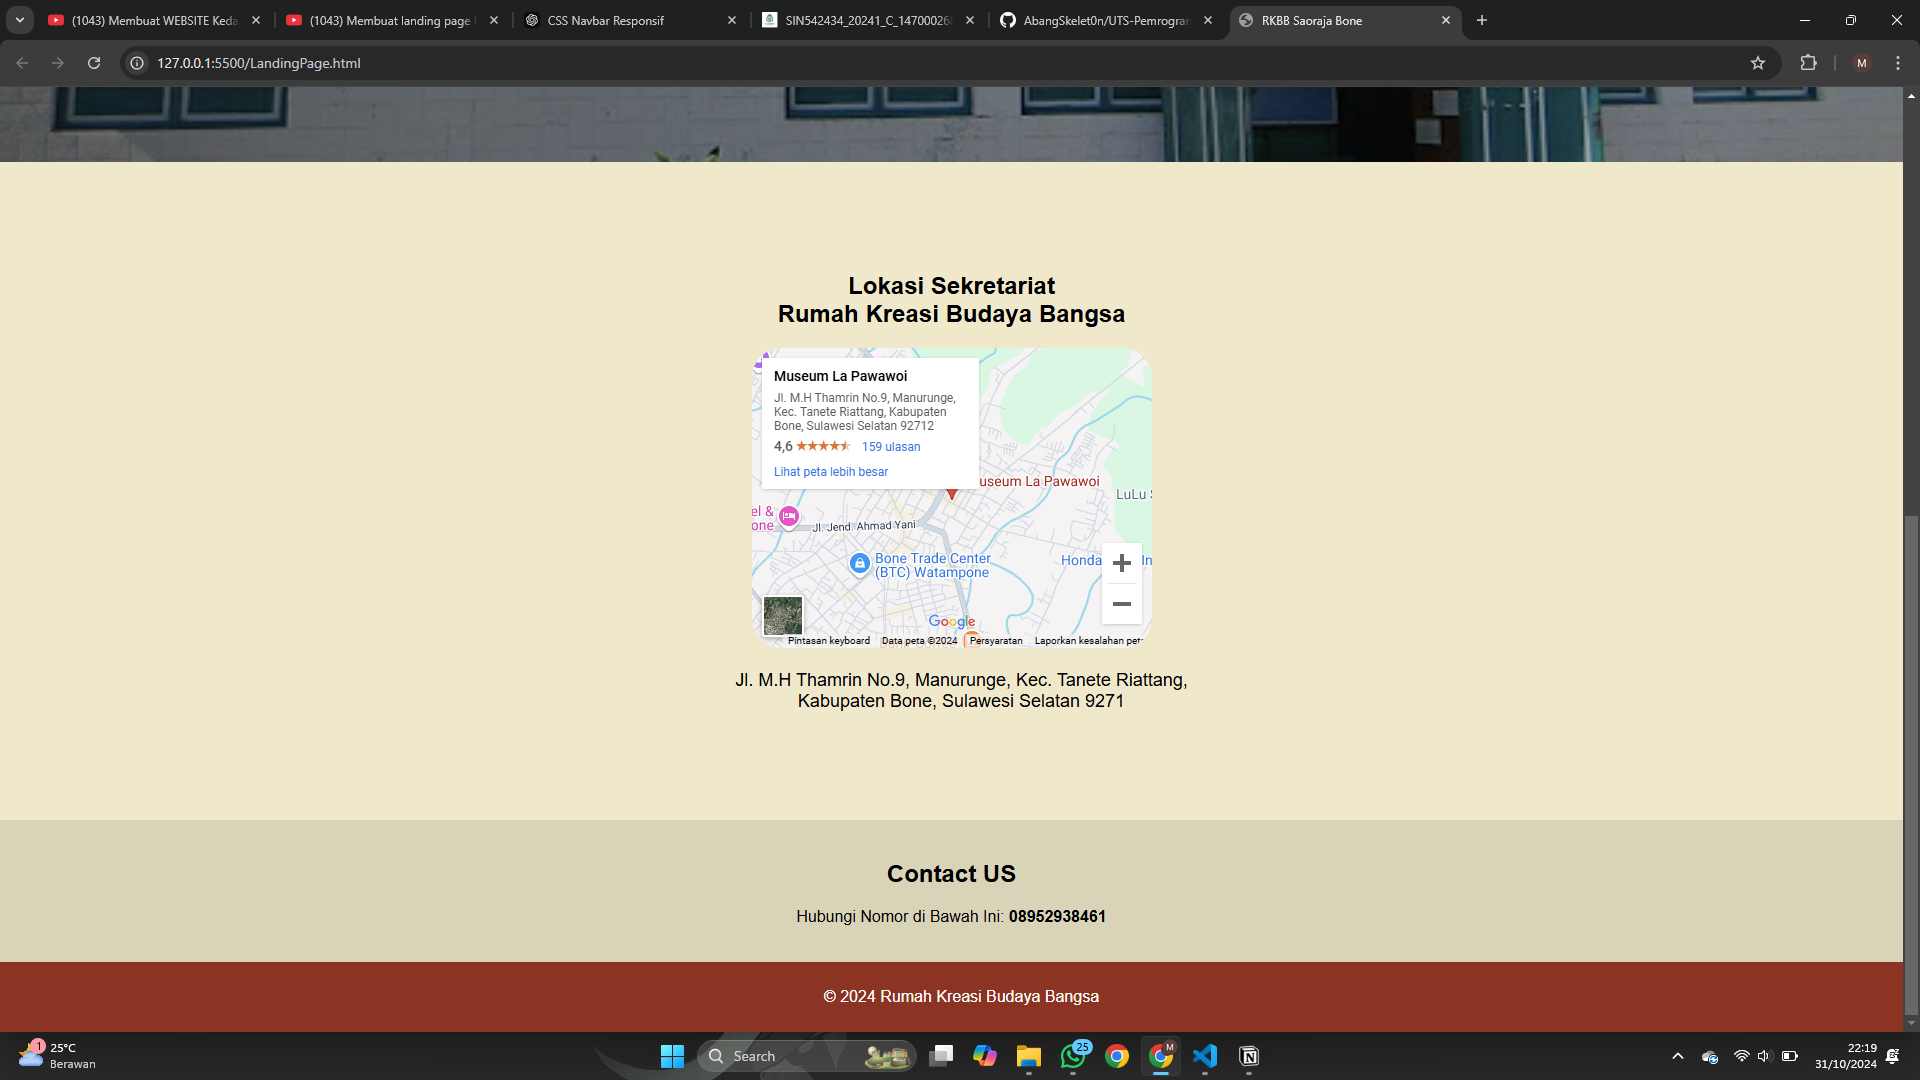 (1043) Membuat WEBSITE Keda
(1043) Membuat landing page
CSS Navbar Responsif
SIN542434_20241_C_14700026
AbangSkelet0n/UTS-Pemrogran
RKBB Saoraja Bone
127.0.0.1:5500/LandingPage.html
M
Lokasi Sekretariat
Rumah Kreasi Budaya Bangsa
Museum La Pawawoi
Jl. M.H Thamrin No.9, Manurunge,
Kec. Tanete Riattang, Kabupaten
Bone, Sulawesi Selatan 92712
4,6 159 ulasan
Lihat peta lebih besar
useum La Pawawoi
LuLu S
el &
one
Jl. Jend. Ahmad Yani
Bone Trade Center
(BTC) Watampone
Honda In
Google
Pintasan keyboard Data peta ©2024 Persyaratan Laporkan kesalahan peta
Jl. M.H Thamrin No.9, Manurunge, Kec. Tanete Riattang,
Kabupaten Bone, Sulawesi Selatan 9271
Contact US
Hubungi Nomor di Bawah Ini: 08952938461
© 2024 Rumah Kreasi Budaya Bangsa
1
25°C
Berawan
Search
25
M
22:19
31/10/2024